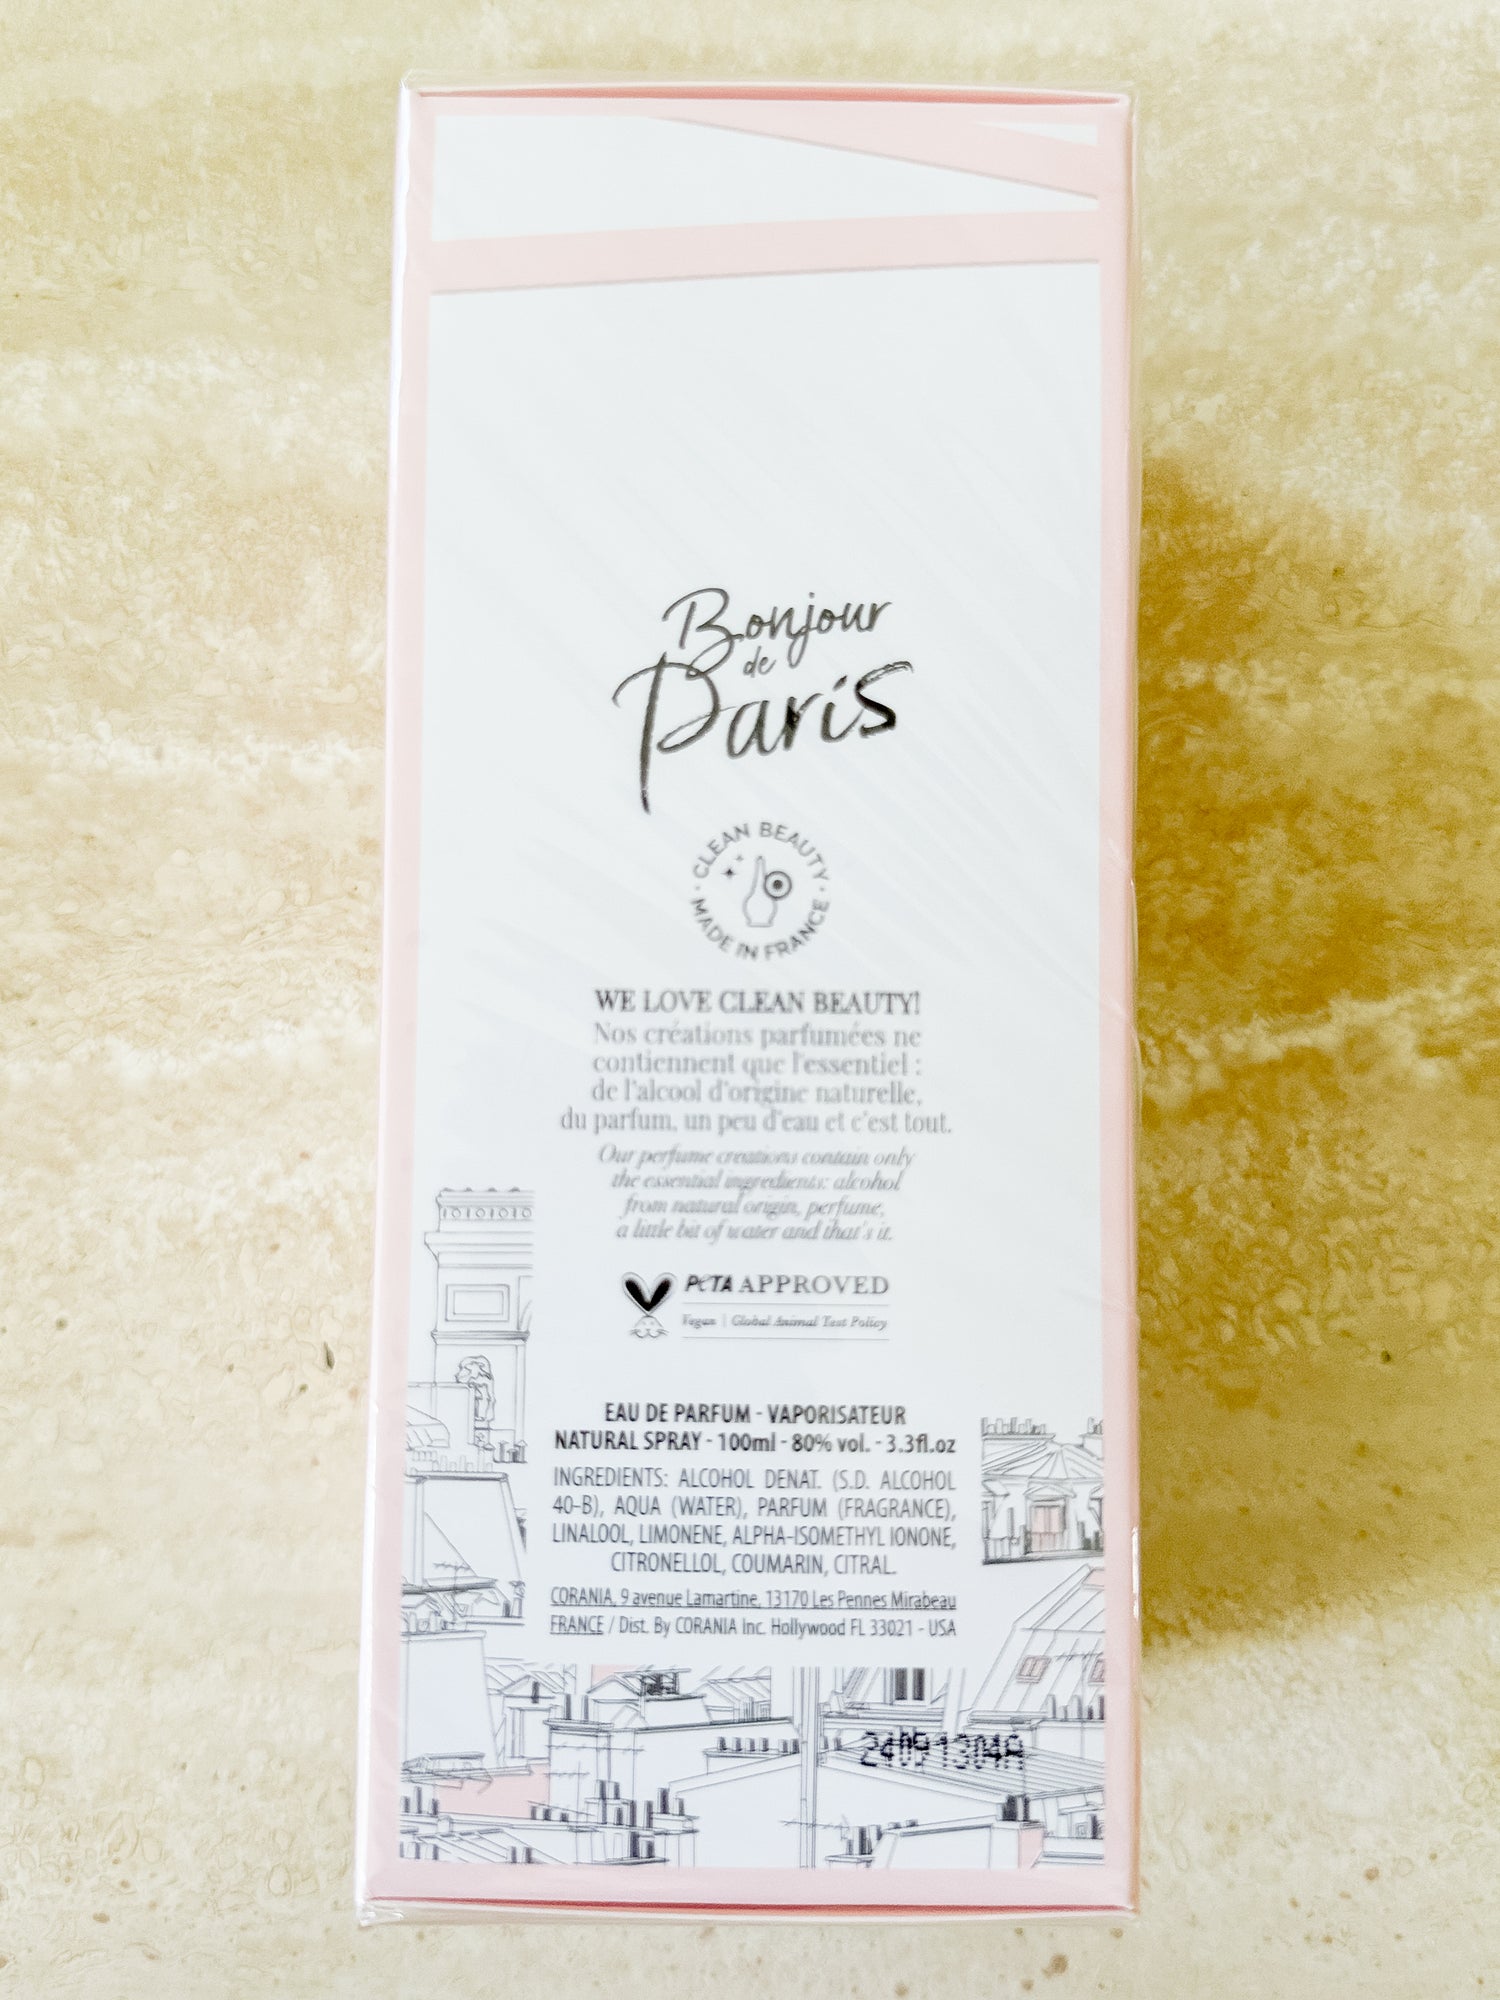 Bonjour
de
Paris
CLEAN BEAUTY
· MADE IN FRANCE ·
WE LOVE CLEAN BEAUTY!
Nos créations parfumées ne
contiennent que l'essentiel :
de l'alcool d'origine naturelle,
du parfum, un peu d'eau et c'est tout.
Our perfume creations contain only
the essential ingredients: alcohol
from natural origin, perfume,
a little bit of water and that's it.
PETA APPROVED
Vegan | Global Animal Test Policy
EAU DE PARFUM - VAPORISATEUR
NATURAL SPRAY - 100ml - 80% vol. - 3.3fl.oz
INGREDIENTS: ALCOHOL DENAT. (S.D. ALCOHOL
40-B), AQUA (WATER), PARFUM (FRAGRANCE),
LINALOOL, LIMONENE, ALPHA-ISOMETHYL IONONE,
CITRONELLOL, COUMARIN, CITRAL.
CORANIA, 9 avenue Lamartine, 13170 Les Pennes Mirabeau
FRANCE / Dist. By CORANIA Inc. Hollywood FL 33021 - USA
24091304A